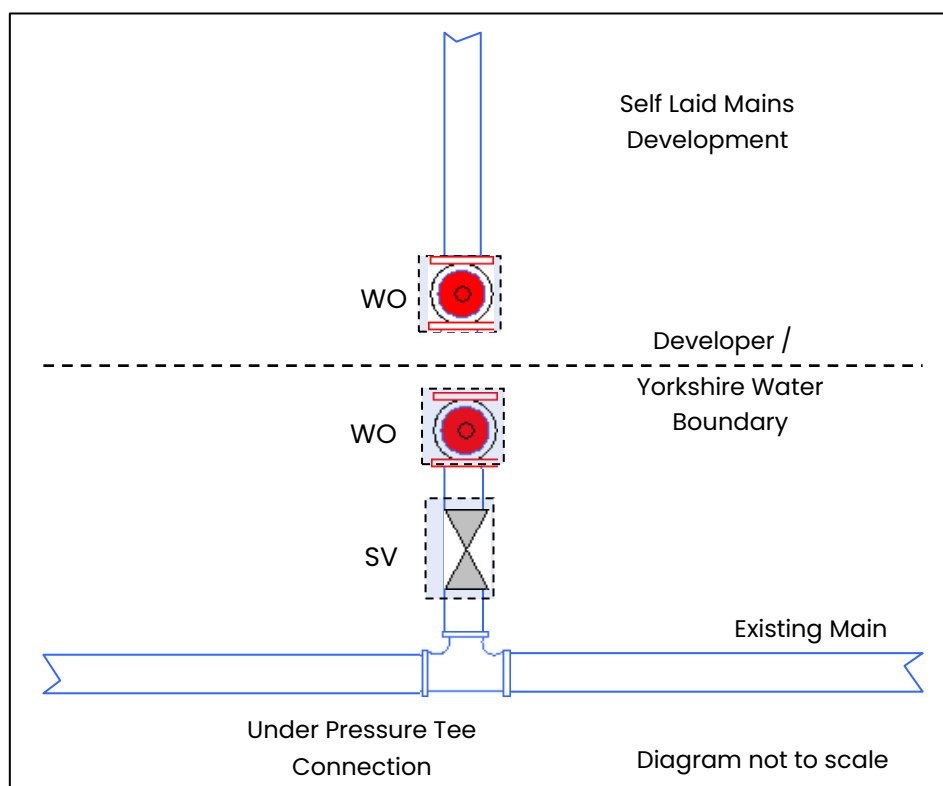 Self Laid Mains
Development
WO
Developer /
Yorkshire Water
Boundary
WO
SV
Existing Main
Under Pressure Tee
Connection
Diagram not to scale